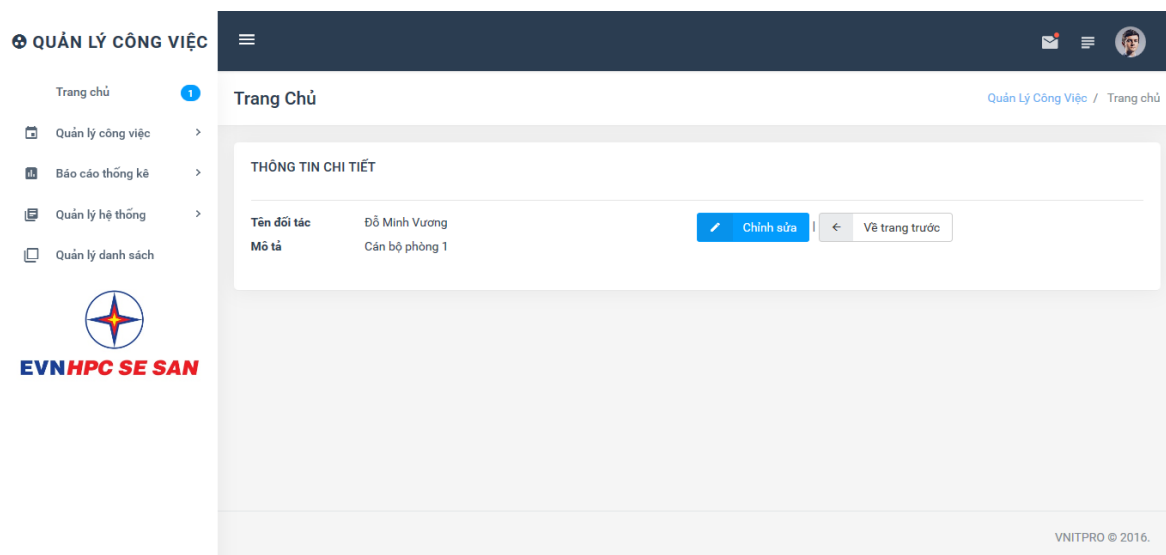 QUẢN LÝ CÔNG VIỆC
Trang chủ 1
Quản lý công việc
Báo cáo thống kê
Quản lý hệ thống
Quản lý danh sách
EVNHPC SE SAN
Trang Chủ
Quản Lý Công Việc / Trang chủ
THÔNG TIN CHI TIẾT
Tên đối tác Đỗ Minh Vương
Mô tả Cán bộ phòng 1
Chỉnh sửa | Về trang trước
VNITPRO © 2016.